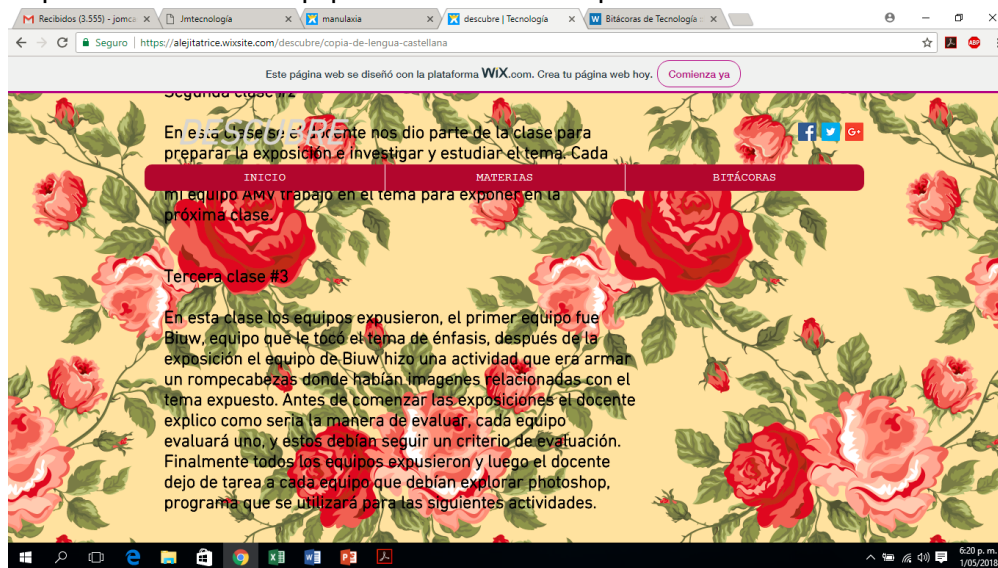 Recibidos (3.555) - jomca
Jmtecnología
manulaxia
descubre | Tecnología
Bitácoras de Tecnología
Seguro | https://alejitatrice.wixsite.com/descubre/copia-de-lengua-castellana
Este página web se diseñó con la plataforma WiX.com. Crea tu página web hoy. Comienza ya
Segunda clase #2
DESCUBRE
En esta clase se el docente nos dio parte de la clase para
preparar la exposición e investigar y estudiar el tema. Cada
INICIO MATERIAS BITÁCORAS
mi equipo AMV trabajo en el tema para exponer en la
próxima clase.
Tercera clase #3
En esta clase los equipos expusieron, el primer equipo fue
Biuw, equipo que le tocó el tema de énfasis, después de la
exposición el equipo de Biuw hizo una actividad que era armar
un rompecabezas donde habían imagenes relacionadas con el
tema expuesto. Antes de comenzar las exposiciones el docente
explico como seria la manera de evaluar, cada equipo
evaluará uno, y estos debían seguir un criterio de evaluación.
Finalmente todos los equipos expusieron y luego el docente
dejo de tarea a cada equipo que debían explorar photoshop,
programa que se utilizará para las siguientes actividades.
6:20 p. m.
1/05/2018